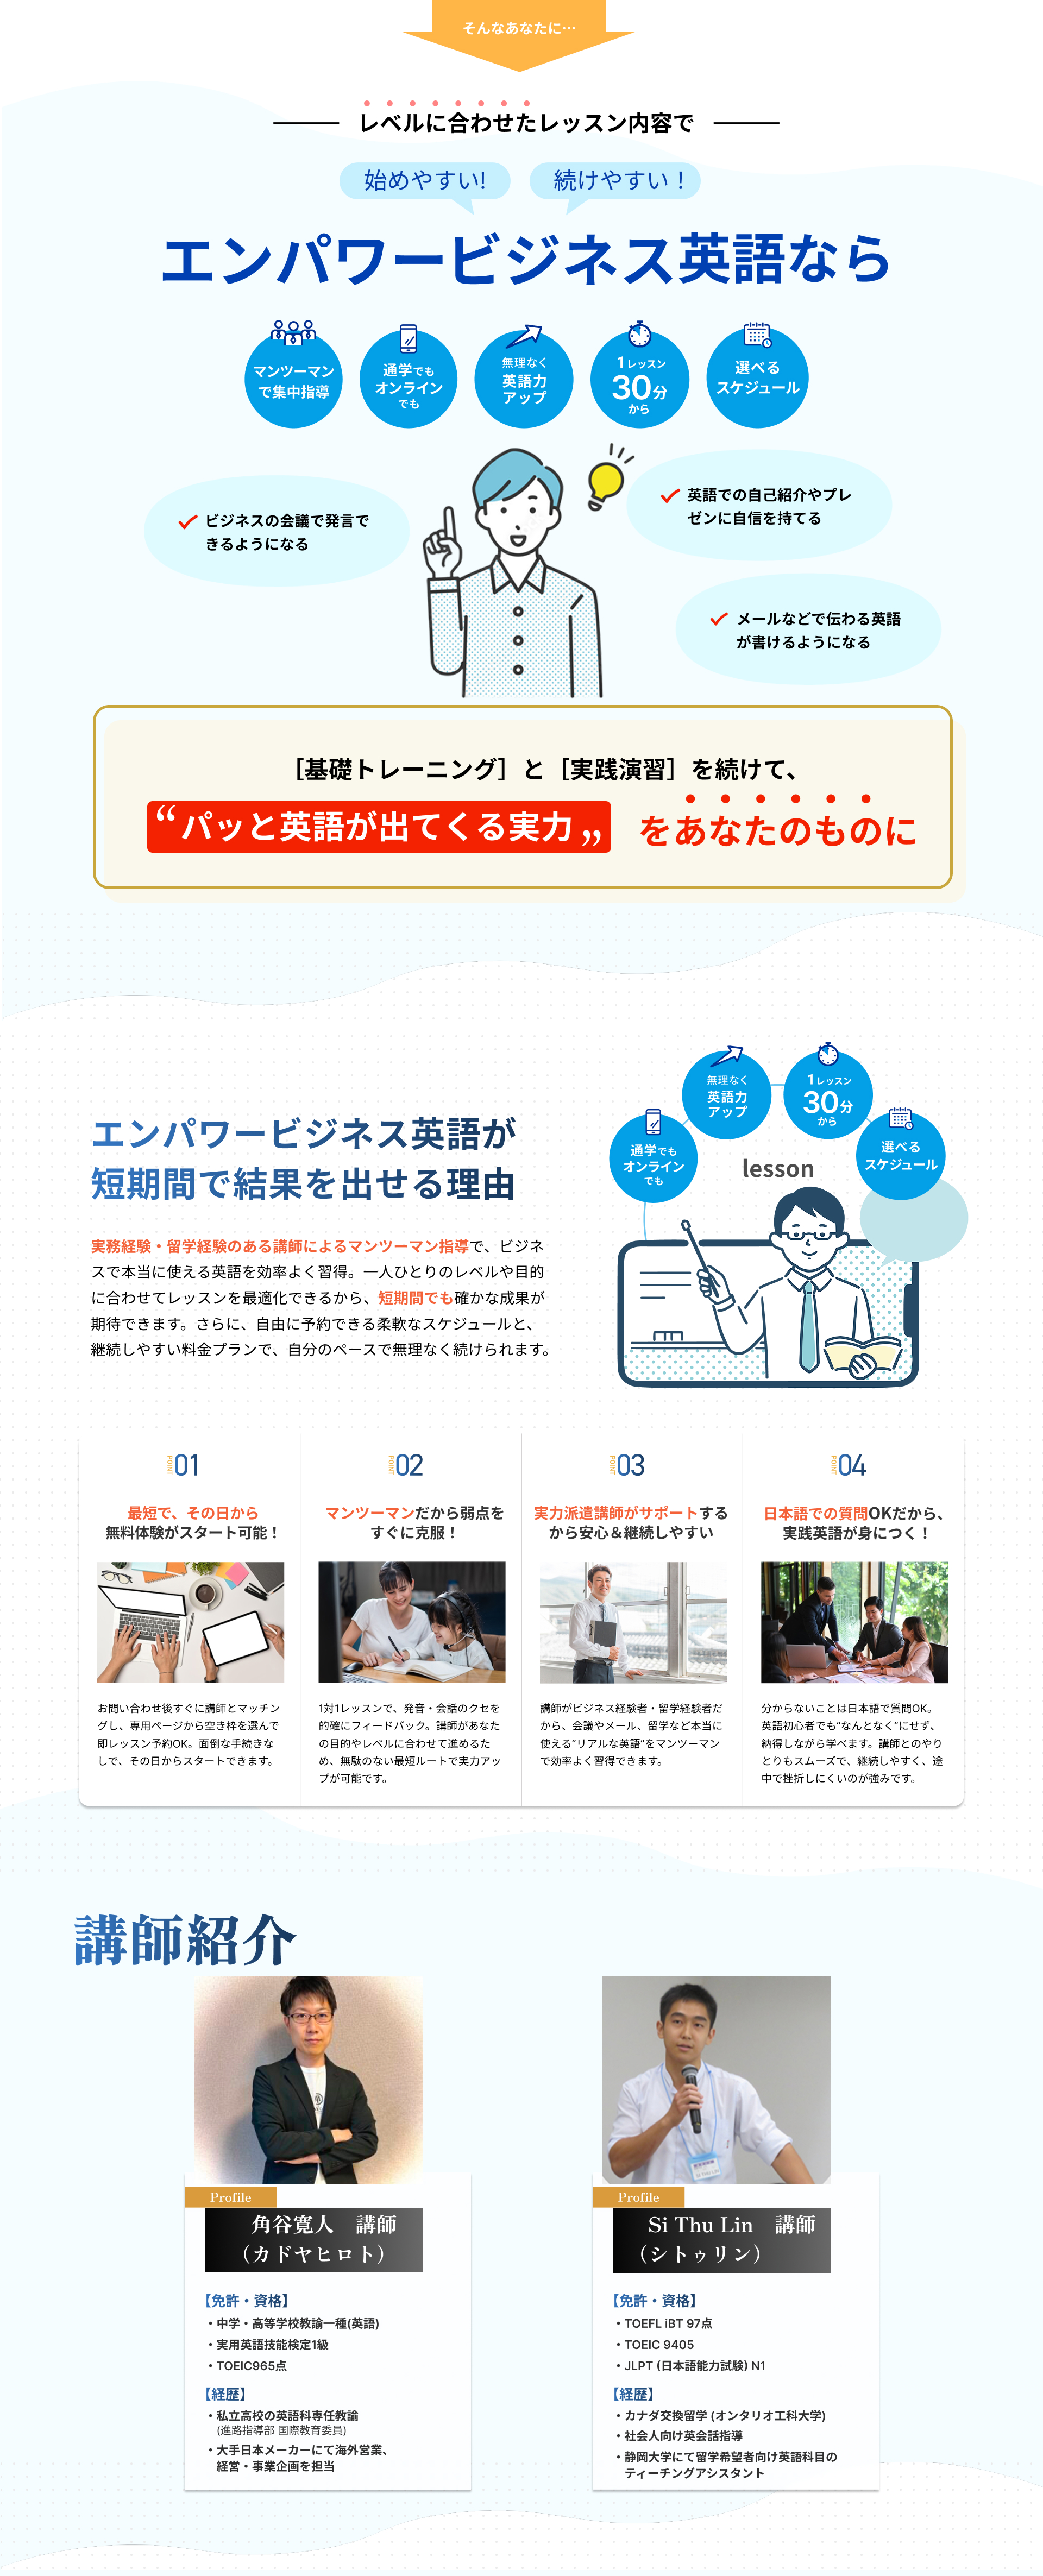 そんなあなたに…
レベルに合わせたレッスン内容で
始めやすい!
続けやすい！
エンパワービジネス英語なら
マンツーマン
で集中指導
通学でも
オンライン
でも
無理なく
英語力
アップ
1レッスン
30分
から
選べる
スケジュール
ビジネスの会議で発言で
きるようになる
英語での自己紹介やプレ
ゼンに自信を持てる
メールなどで伝わる英語
が書けるようになる
［基礎トレーニング］と［実践演習］を続けて、
“パッと英語が出てくる実力„ をあなたのものに
エンパワービジネス英語が
短期間で結果を出せる理由
実務経験・留学経験のある講師によるマンツーマン指導で、ビジネ
スで本当に使える英語を効率よく習得。一人ひとりのレベルや目的
に合わせてレッスンを最適化できるから、短期間でも確かな成果が
期待できます。さらに、自由に予約できる柔軟なスケジュールと、
継続しやすい料金プランで、自分のペースで無理なく続けられます。
通学でも
オンライン
でも
無理なく
英語力
アップ
1レッスン
30分
から
選べる
スケジュール
lesson
POINT 01
最短で、その日から
無料体験がスタート可能！
お問い合わせ後すぐに講師とマッチン
グし、専用ページから空き枠を選んで
即レッスン予約OK。面倒な手続きな
しで、その日からスタートできます。
POINT 02
マンツーマンだから弱点を
すぐに克服！
1対1レッスンで、発音・会話のクセを
的確にフィードバック。講師があなた
の目的やレベルに合わせて進めるた
め、無駄のない最短ルートで実力アッ
プが可能です。
POINT 03
実力派遣講師がサポートする
から安心＆継続しやすい
講師がビジネス経験者・留学経験者だ
から、会議やメール、留学など本当に
使える“リアルな英語”をマンツーマン
で効率よく習得できます。
POINT 04
日本語での質問OKだから、
実践英語が身につく！
分からないことは日本語で質問OK。
英語初心者でも“なんとなく”にせず、
納得しながら学べます。講師とのやり
とりもスムーズで、継続しやすく、途
中で挫折しにくいのが強みです。
講師紹介
Profile
角谷寛人　講師
（カドヤヒロト）
【免許・資格】
・中学・高等学校教諭一種(英語)
・実用英語技能検定1級
・TOEIC965点
【経歴】
・私立高校の英語科専任教諭
(進路指導部 国際教育委員)
・大手日本メーカーにて海外営業、
経営・事業企画を担当
SI THU LIN
Profile
Si Thu Lin　講師
（シトゥリン）
【免許・資格】
・TOEFL iBT 97点
・TOEIC 9405
・JLPT (日本語能力試験) N1
【経歴】
・カナダ交換留学 (オンタリオ工科大学)
・社会人向け英会話指導
・静岡大学にて留学希望者向け英語科目の
ティーチングアシスタント